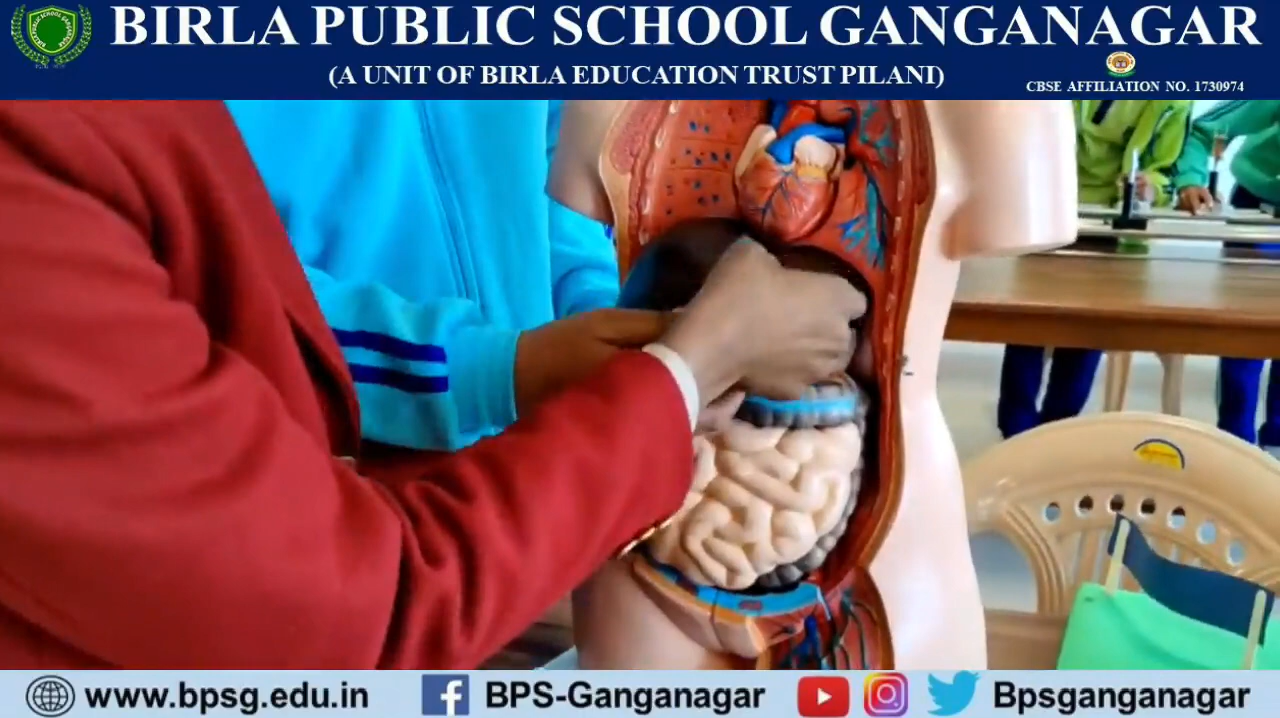 BIRLA PUBLIC SCHOOL GANGANAGAR
(A UNIT OF BIRLA EDUCATION TRUST PILANI)
CBSE AFFILIATION NO. 1730974
www.bpsg.edu.in BPS-Ganganagar Bpsganganagar